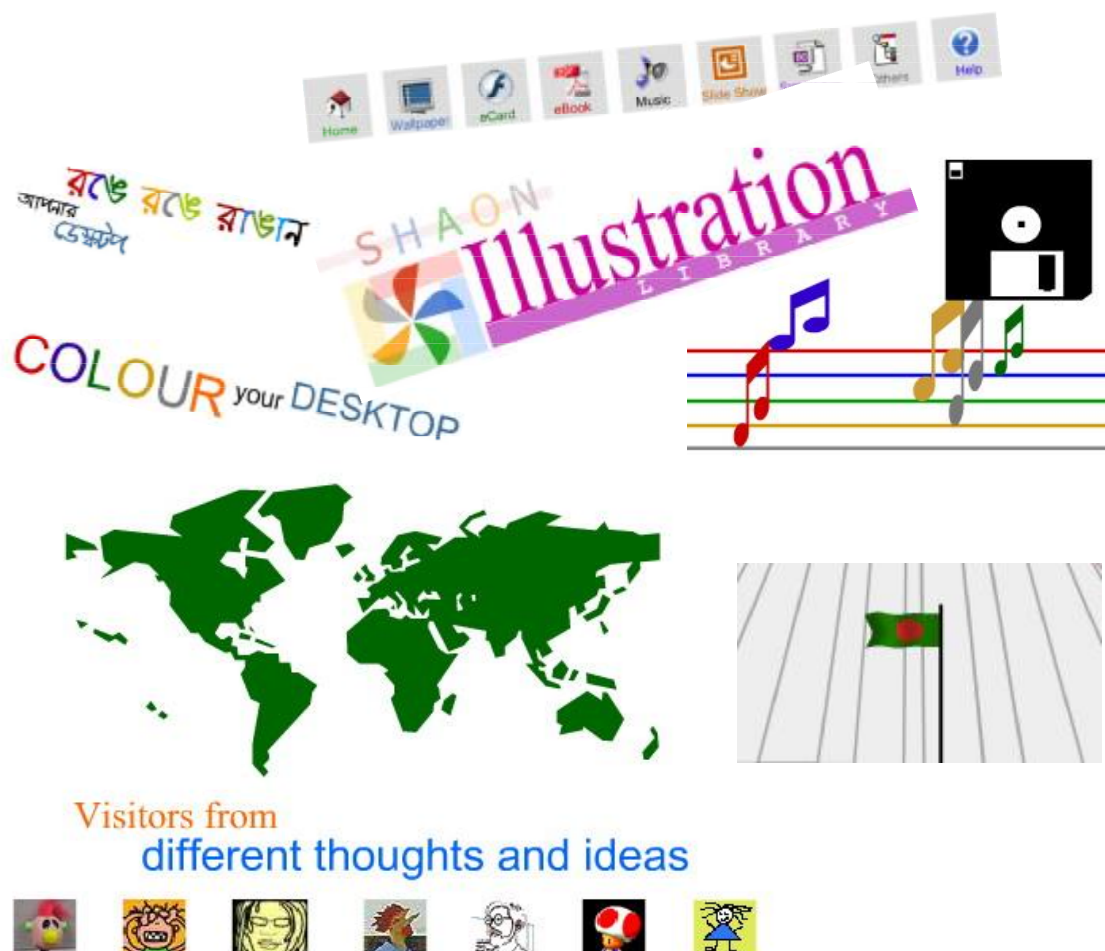 Home Wallpaper eCard eBook Music Slide Show Others Help
রঙে রঙে রাঙান
আপনার
ডেস্কটপ
SHAON
Illustration
LIBRARY
COLOUR your DESKTOP
Visitors from
different thoughts and ideas